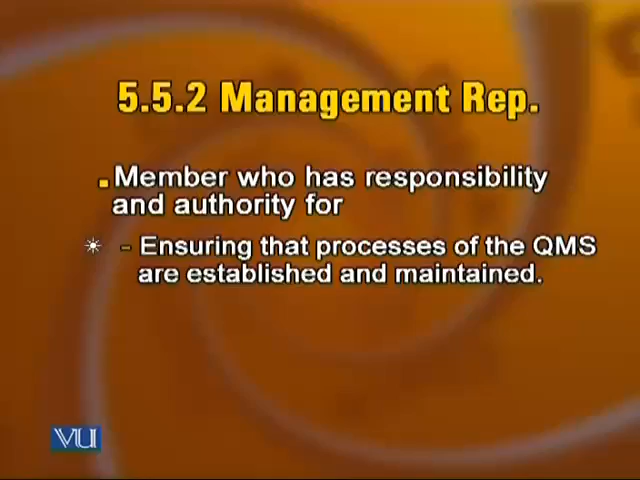 5.5.2 Management Rep.
Member who has responsibility
and authority for
- Ensuring that processes of the QMS
are established and maintained.
VU